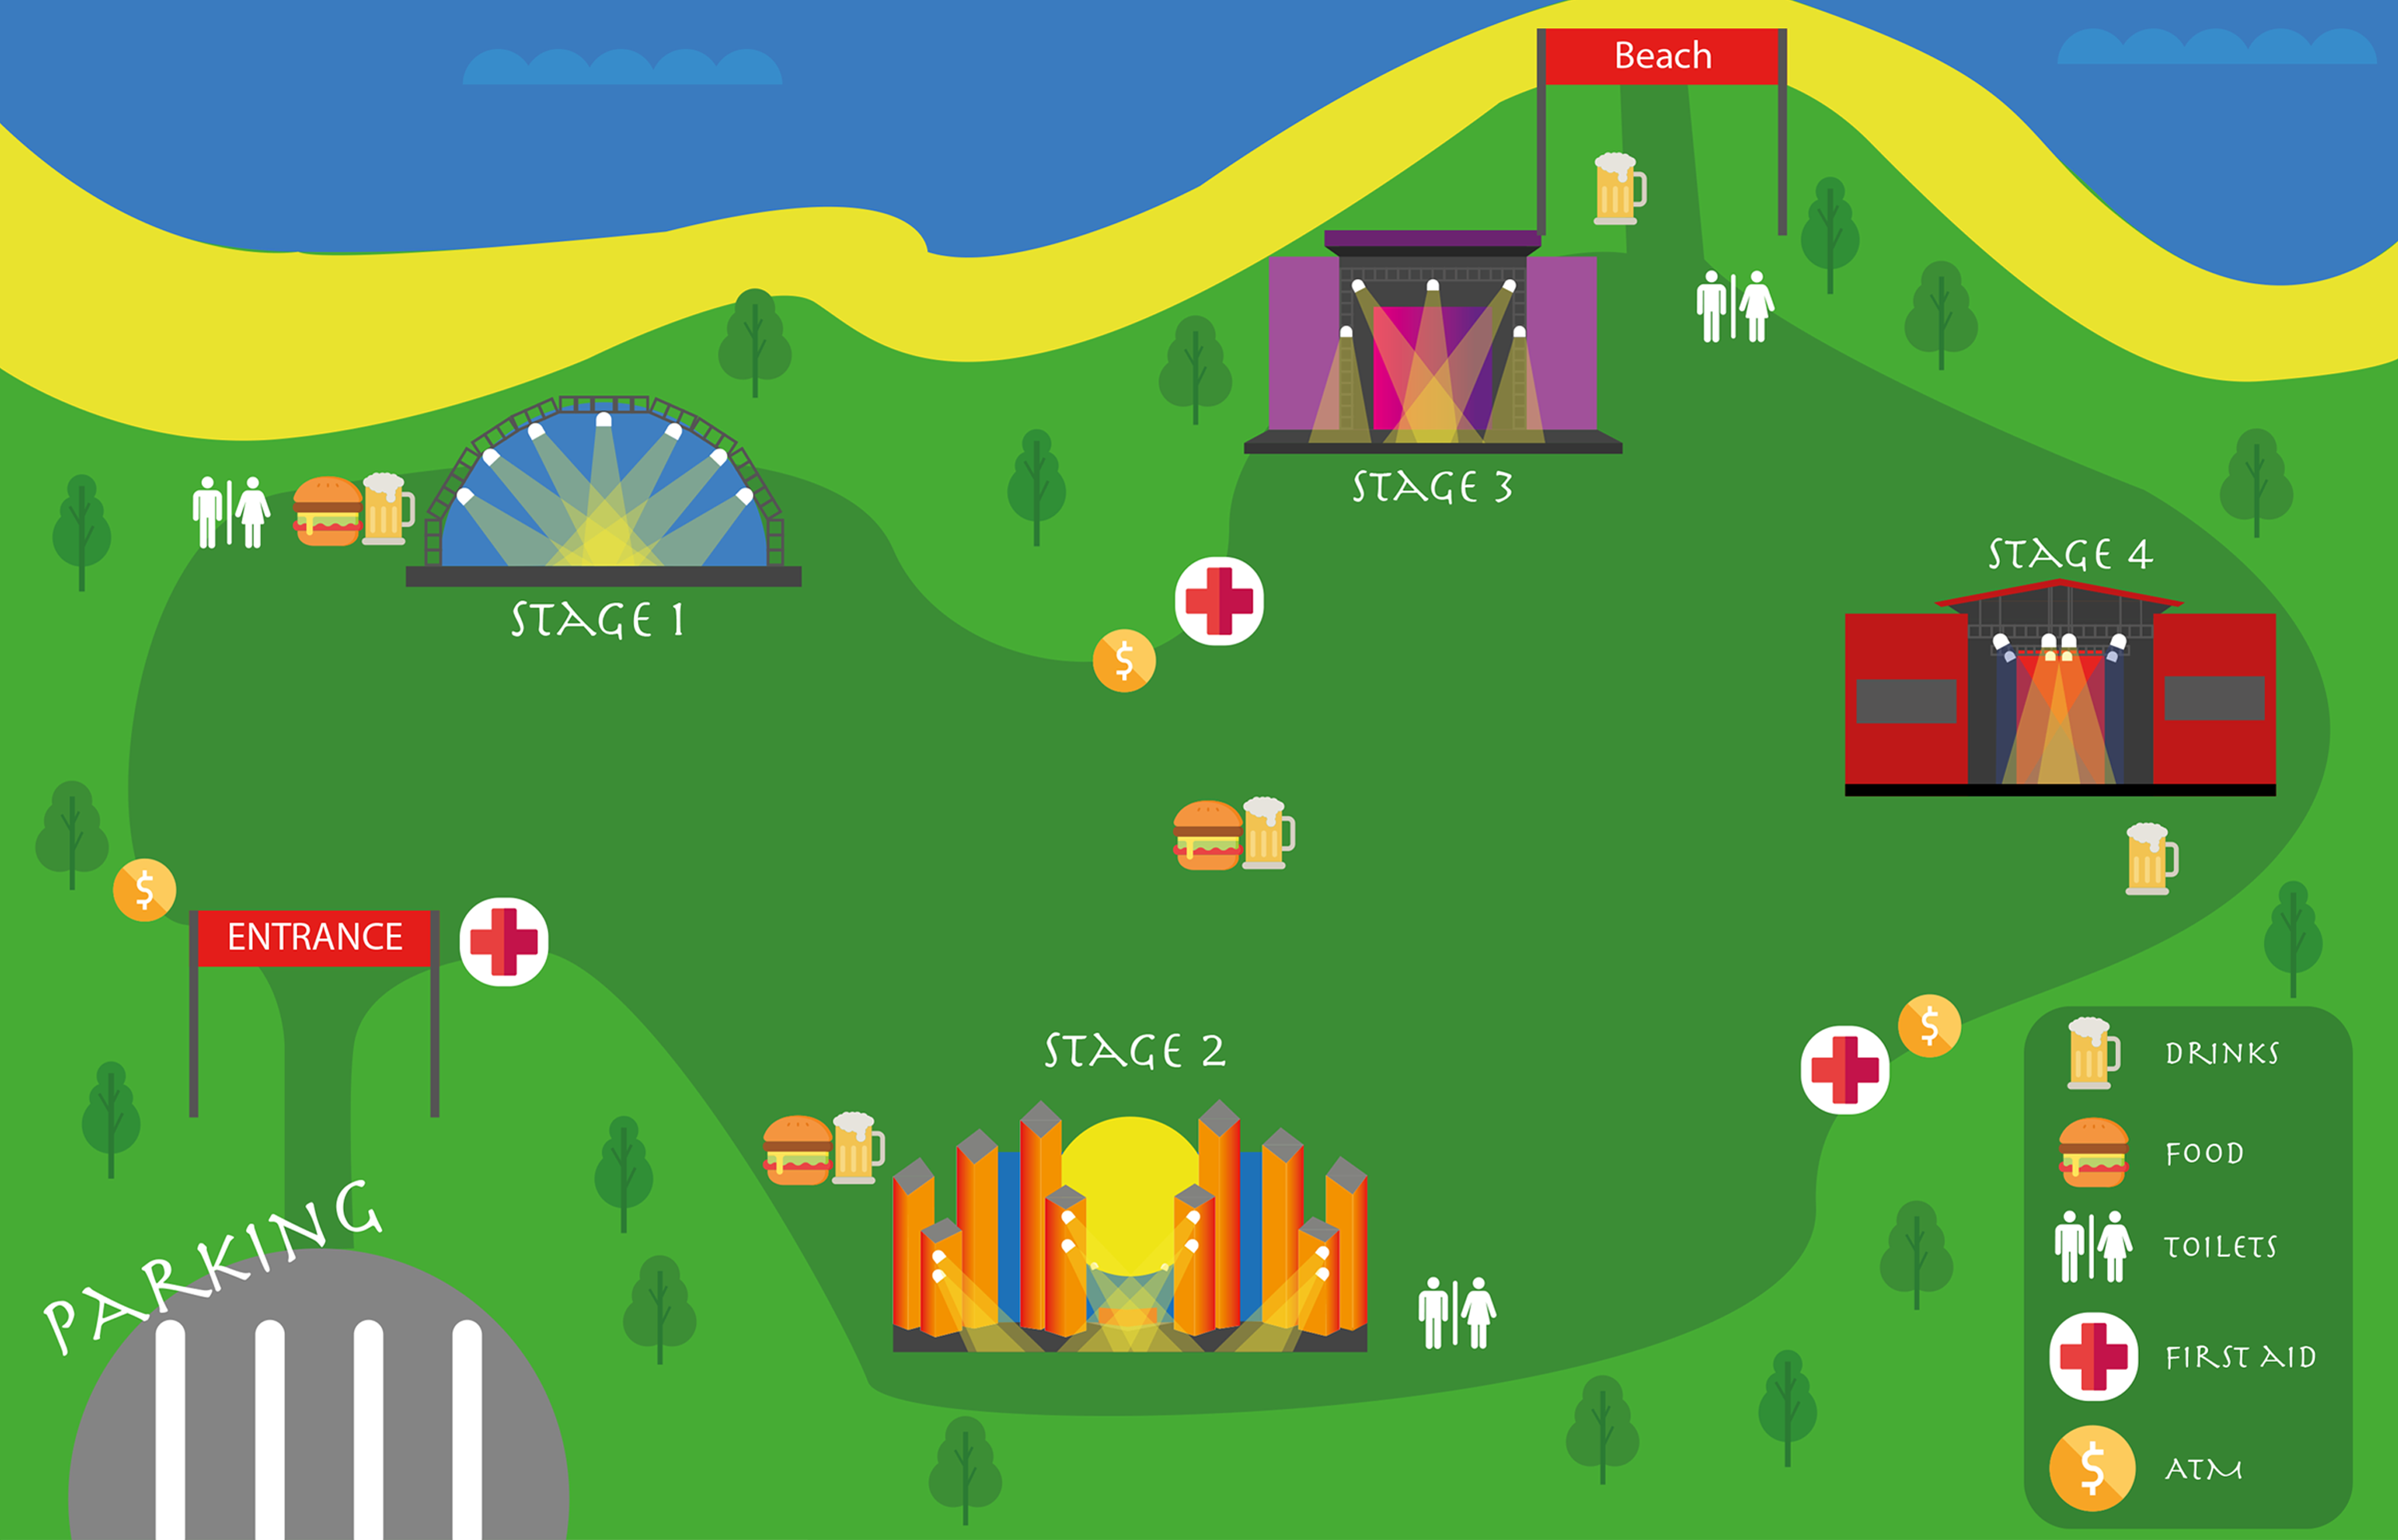 Beach
STAGE 3
STAGE 4
STAGE 1
$
$
ENTRANCE
STAGE 2
$
PARKING
DRINKS
FOOD
TOILETS
FIRST AID
$ ATM